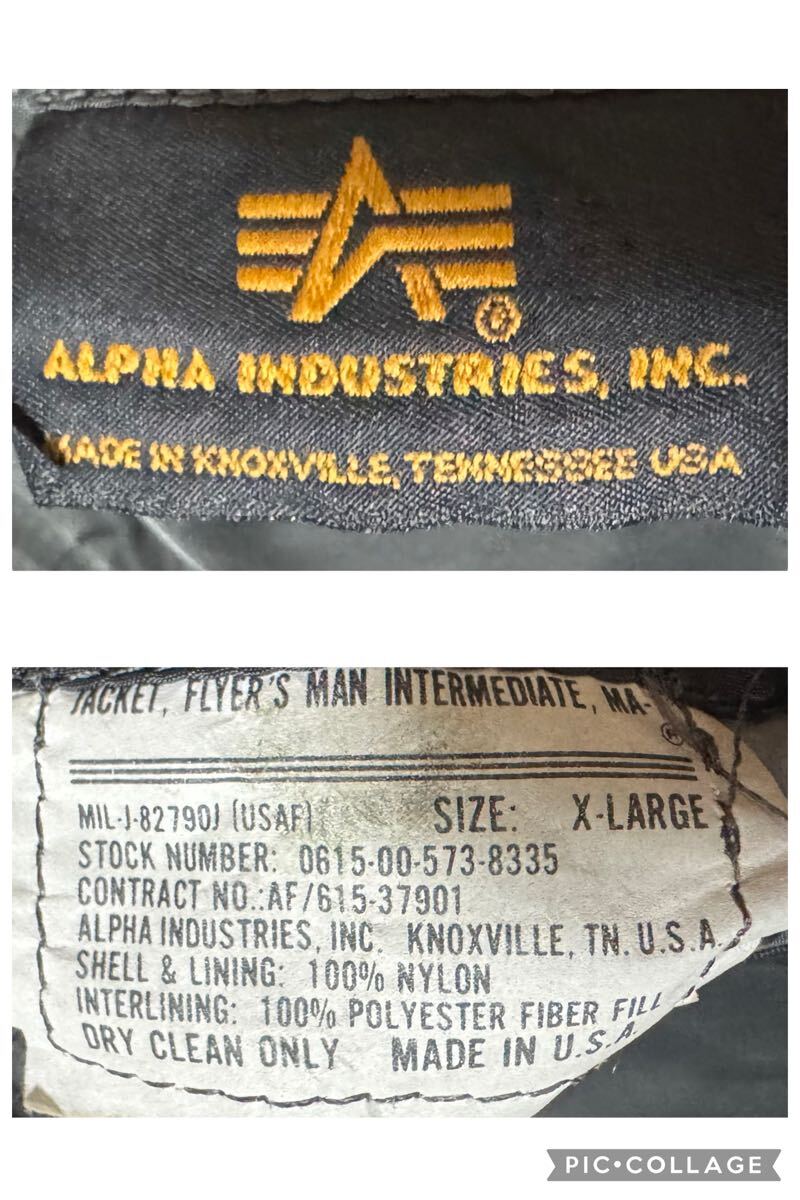 ALPHA INDUSTRIES, INC.
MADE IN KNOXVILLE, TENNESSEE USA
JACKET, FLYER'S MAN INTERMEDIATE, MA-
MIL-J-82790J (USAF) SIZE: X-LARGE
STOCK NUMBER: 0615-00-573-8335
CONTRACT NO.:AF/615-37901
ALPHA INDUSTRIES, INC. KNOXVILLE, TN. U.S.A.
SHELL & LINING: 100% NYLON
INTERLINING: 100% POLYESTER FIBER FILL
DRY CLEAN ONLY MADE IN U.S.A.
PIC•COLLAGE